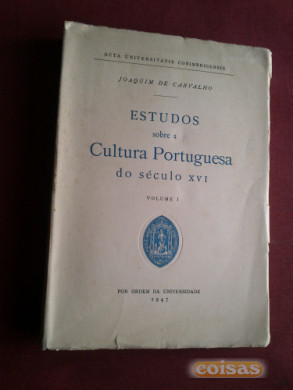 ACTA UNIVERSITATIS CONIMBRIGENSIS
JOAQUIM DE CARVALHO
ESTUDOS
sobre a
Cultura Portuguesa
do século XVI
VOLUME I
POR ORDEM DA UNIVERSIDADE
1947
coisas